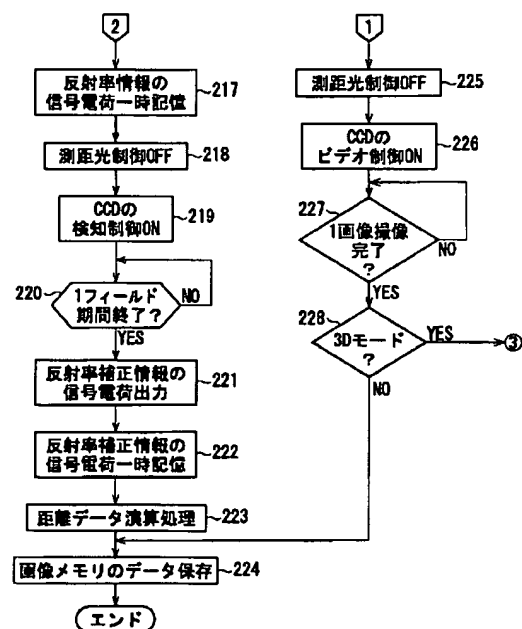 2
反射率情報の
信号電荷一時記憶
217
測距光制御OFF
218
CCDの
検知制御ON
219
220
1フィールド
期間終了?
NO
YES
反射率補正情報の
信号電荷出力
221
反射率補正情報の
信号電荷一時記憶
222
距離データ演算処理
223
画像メモリのデータ保存
224
エンド
1
測距光制御OFF
225
CCDの
ビデオ制御ON
226
227
1画像撮像
完了
?
NO
YES
228
3Dモード
?
YES
3
NO